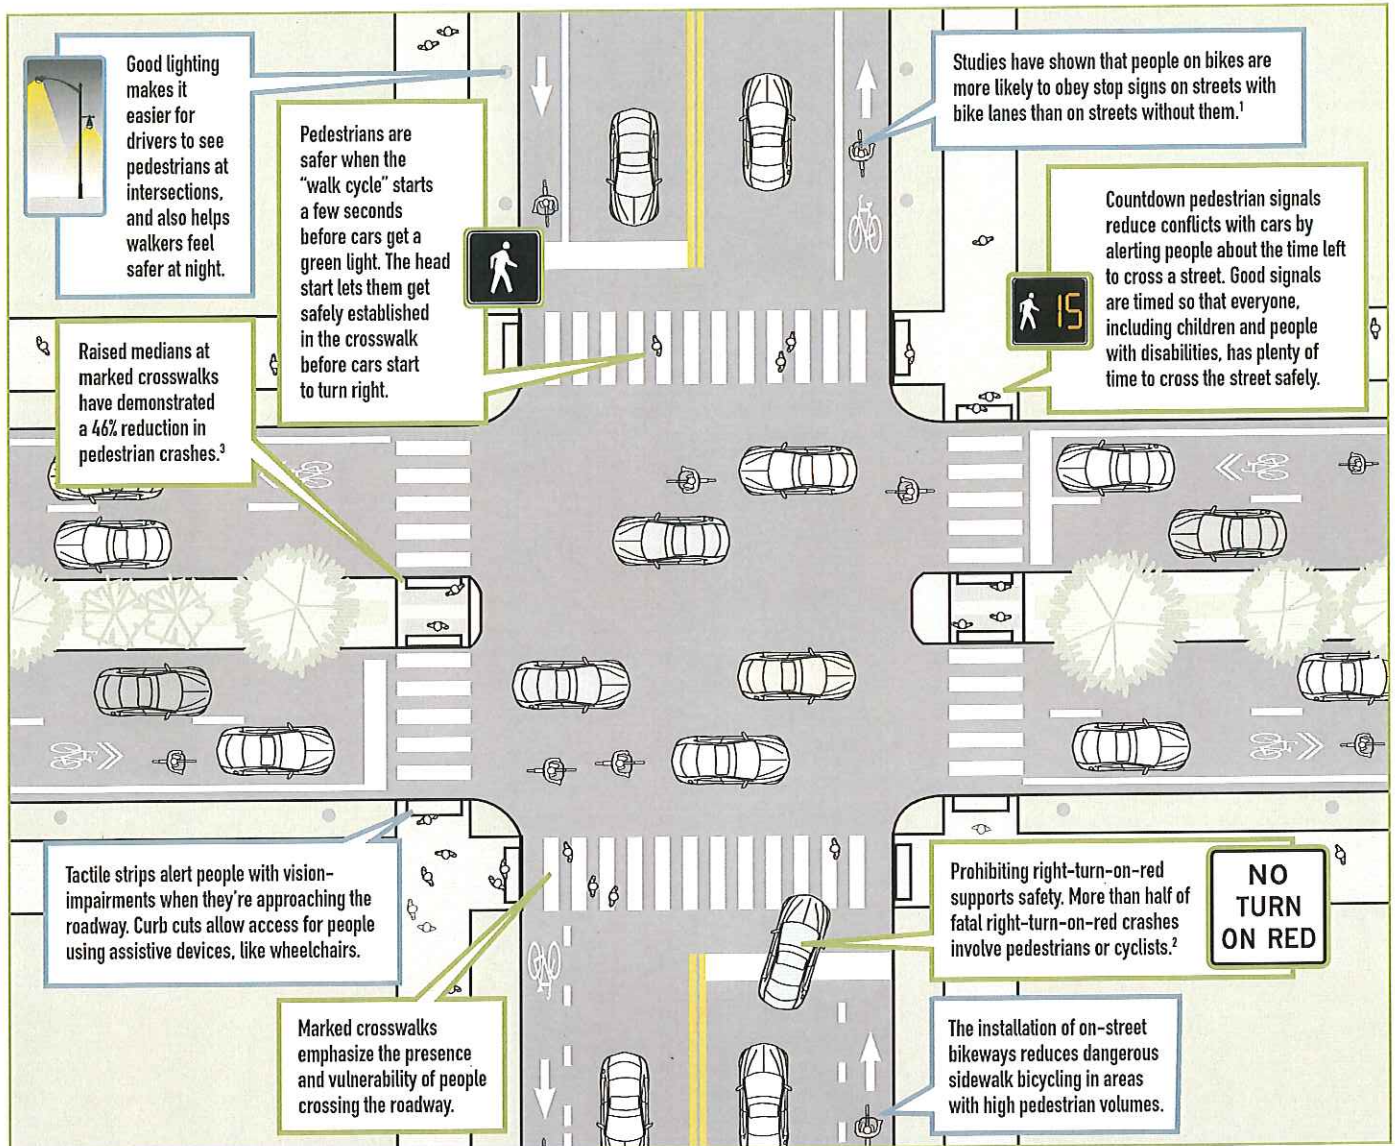 Good lighting
makes it
easier for
drivers to see
pedestrians at
intersections,
and also helps
walkers feel
safer at night.
Pedestrians are
safer when the
“walk cycle” starts
a few seconds
before cars get a
green light. The head
start lets them get
safely established
in the crosswalk
before cars start
to turn right.
Studies have shown that people on bikes are
more likely to obey stop signs on streets with
bike lanes than on streets without them.1
Countdown pedestrian signals
reduce conflicts with cars by
alerting people about the time left
to cross a street. Good signals
are timed so that everyone,
including children and people
with disabilities, has plenty of
time to cross the street safely.
15
Raised medians at
marked crosswalks
have demonstrated
a 46% reduction in
pedestrian crashes.3
Tactile strips alert people with vision-
impairments when they're approaching the
roadway. Curb cuts allow access for people
using assistive devices, like wheelchairs.
Marked crosswalks
emphasize the presence
and vulnerability of people
crossing the roadway.
Prohibiting right-turn-on-red
supports safety. More than half of
fatal right-turn-on-red crashes
involve pedestrians or cyclists.2
NO
TURN
ON RED
The installation of on-street
bikeways reduces dangerous
sidewalk bicycling in areas
with high pedestrian volumes.